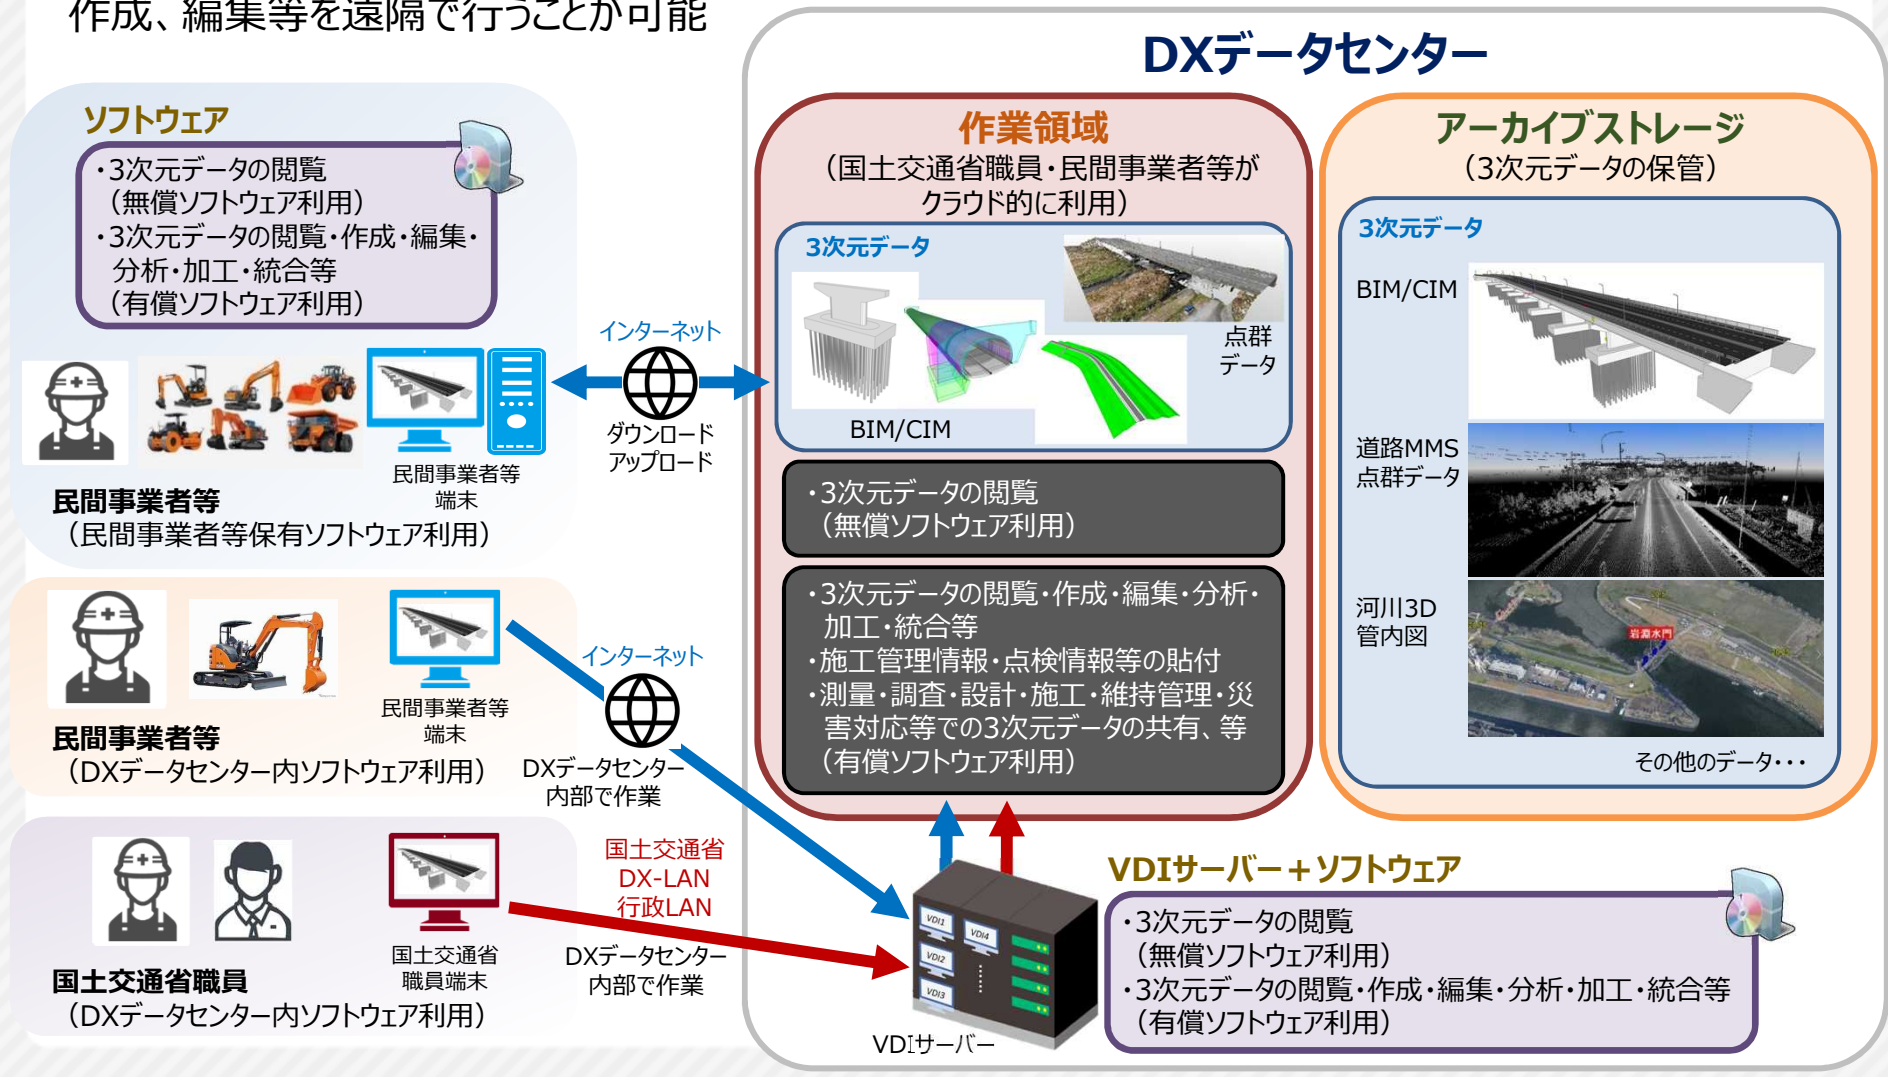 作成、編集等を遠隔で行うことが可能
DXデータセンター
ソフトウェア
・3次元データの閲覧
（無償ソフトウェア利用）
・3次元データの閲覧・作成・編集・
分析・加工・統合等
（有償ソフトウェア利用）
民間事業者等
端末
民間事業者等
（民間事業者等保有ソフトウェア利用）
インターネット
ダウンロード
アップロード
民間事業者等
端末
民間事業者等
（DXデータセンター内ソフトウェア利用）
インターネット
DXデータセンター
内部で作業
国土交通省
職員端末
国土交通省職員
（DXデータセンター内ソフトウェア利用）
国土交通省
DX-LAN
行政LAN
DXデータセンター
内部で作業
作業領域
（国土交通省職員・民間事業者等が
クラウド的に利用）
3次元データ
点群
データ
BIM/CIM
・3次元データの閲覧
（無償ソフトウェア利用）
・3次元データの閲覧・作成・編集・分析・
加工・統合等
・施工管理情報・点検情報等の貼付
・測量・調査・設計・施工・維持管理・災
害対応等での3次元データの共有、等
（有償ソフトウェア利用）
アーカイブストレージ
（3次元データの保管）
3次元データ
BIM/CIM
道路MMS
点群データ
河川3D
管内図
岩淵水門
その他のデータ・・・
VDI1
VDI2
VDI3
VDI4
VDIサーバー
VDIサーバー＋ソフトウェア
・3次元データの閲覧
（無償ソフトウェア利用）
・3次元データの閲覧・作成・編集・分析・加工・統合等
（有償ソフトウェア利用）